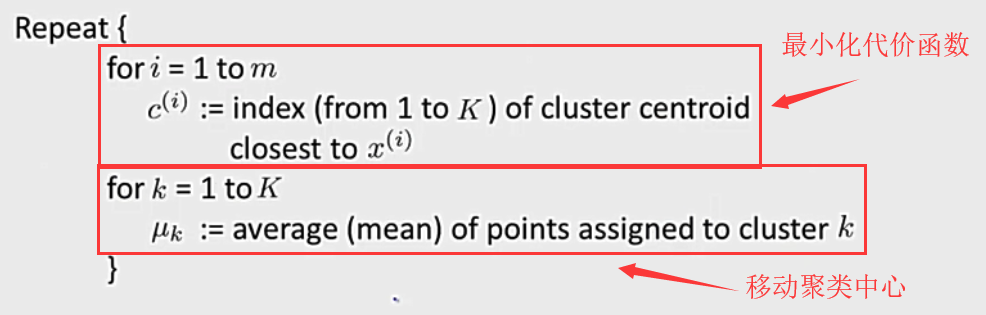 Repeat {
for i = 1 to m
最小化代价函数
c⁽ⁱ⁾ := index (from 1 to K ) of cluster centroid
closest to x⁽ⁱ⁾
for k = 1 to K
μₖ := average (mean) of points assigned to cluster k
}
移动聚类中心